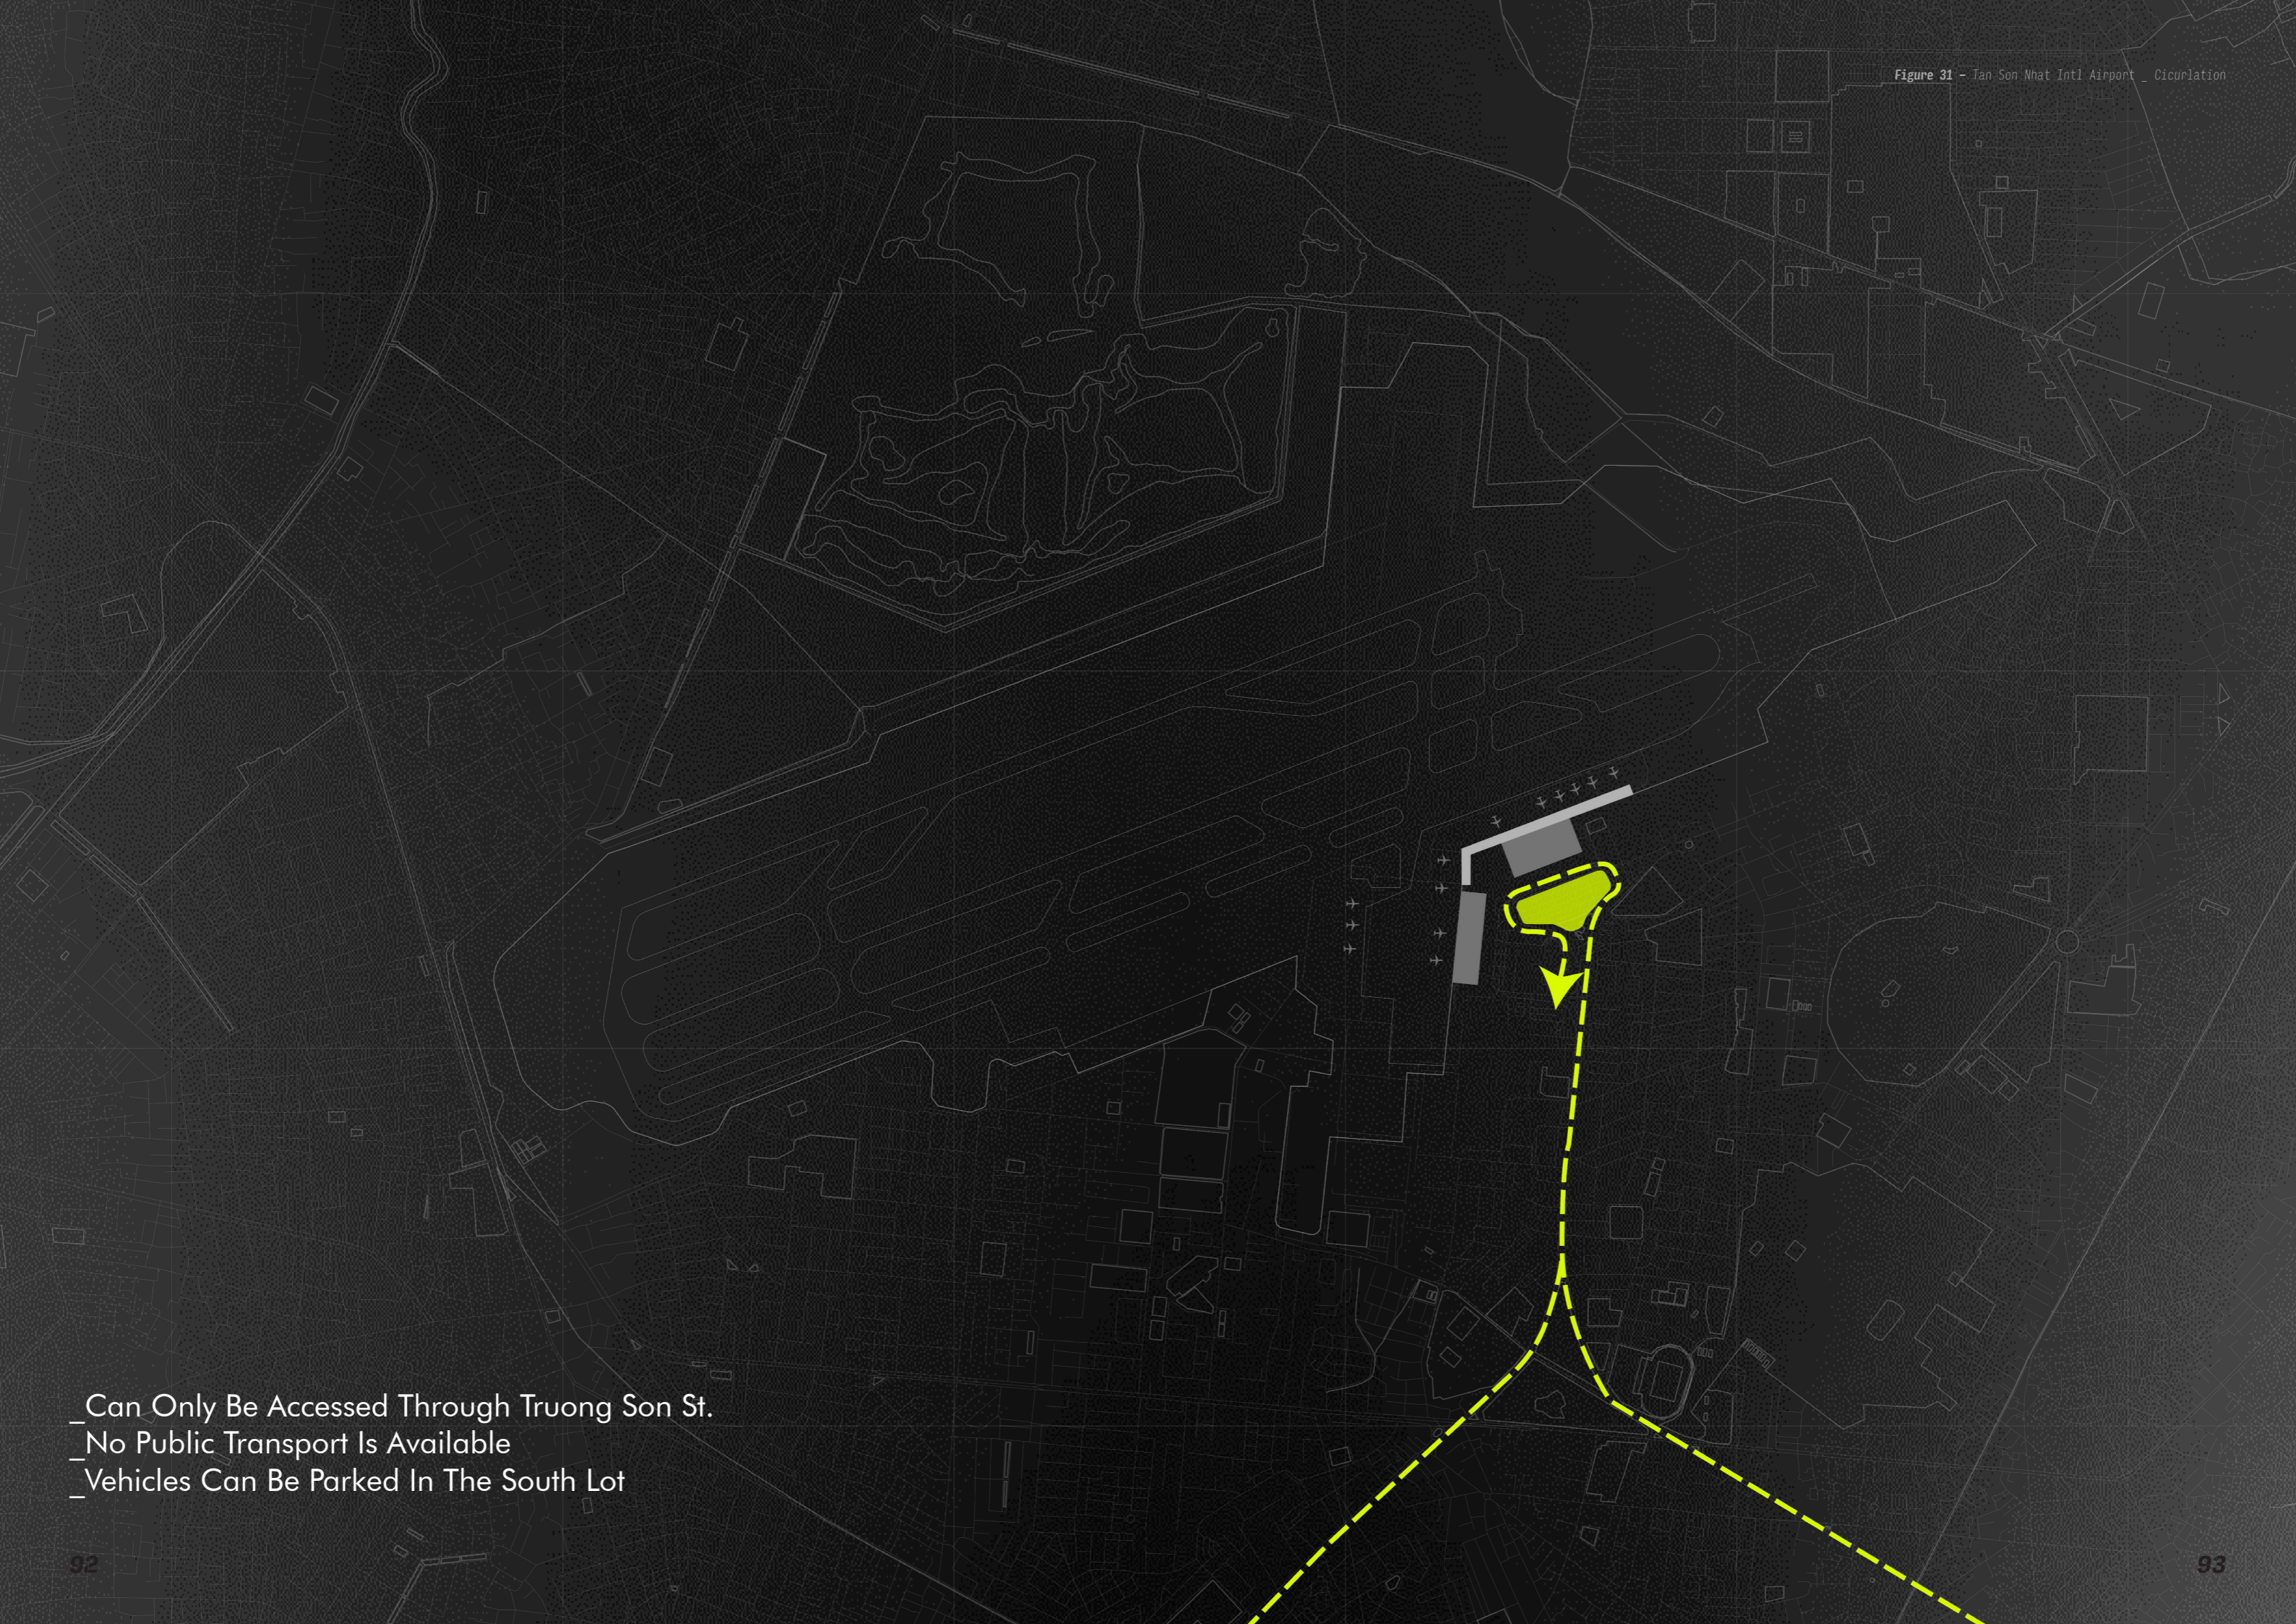 Figure 31 – Tan Son Nhat Intl Airport _ Cicurlation
_Can Only Be Accessed Through Truong Son St.
_No Public Transport Is Available
_Vehicles Can Be Parked In The South Lot
92
93